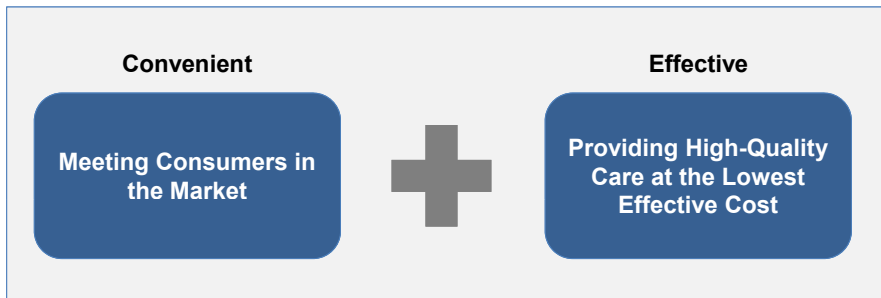 Convenient
Meeting Consumers in
the Market
Effective
Providing High-Quality
Care at the Lowest
Effective Cost